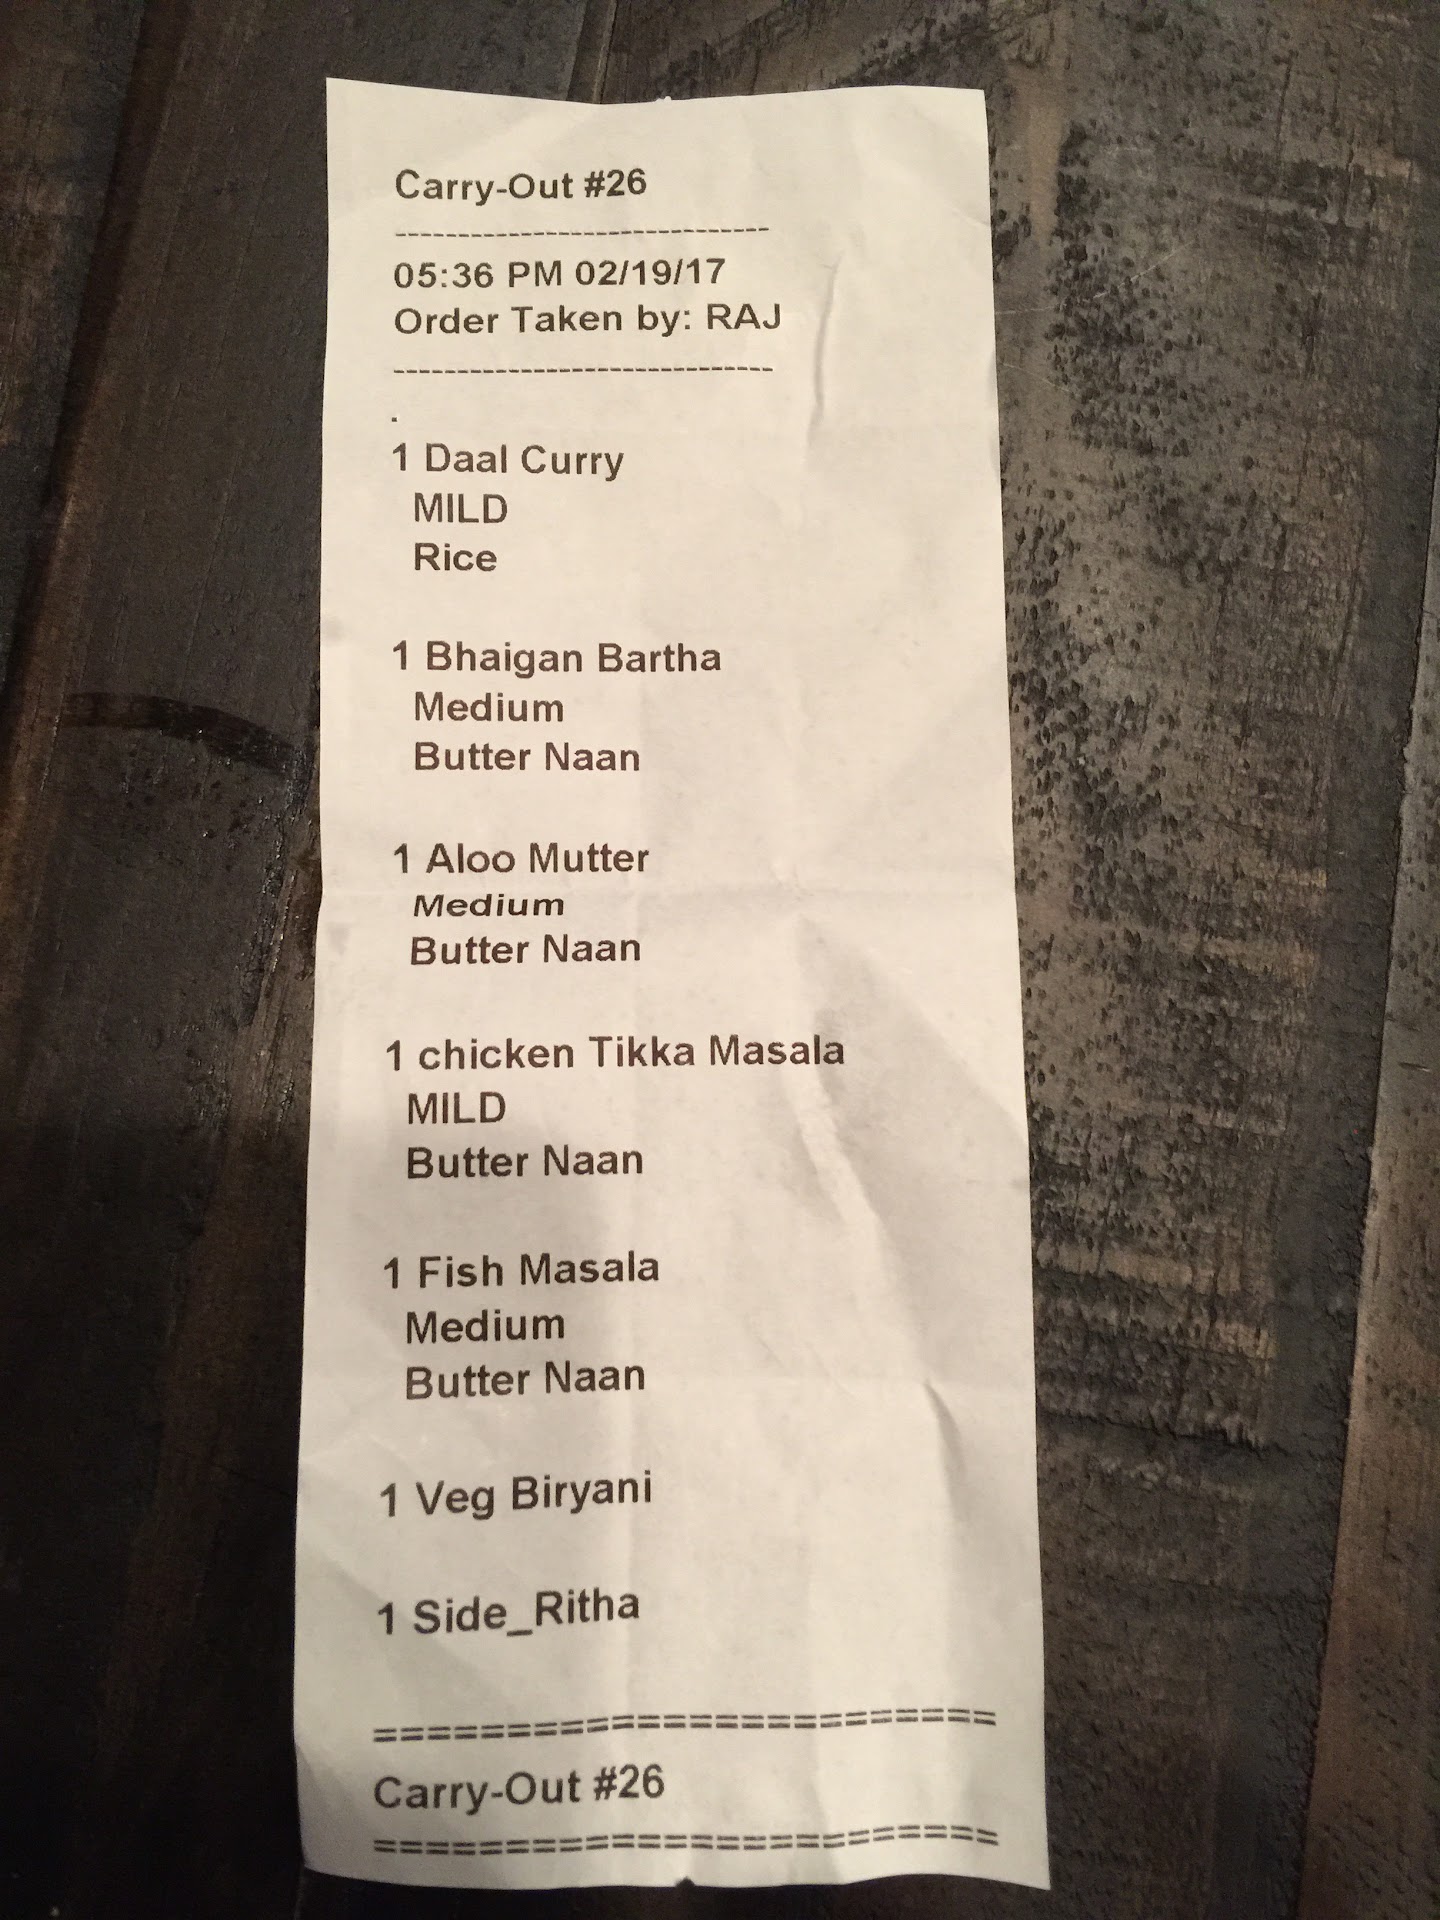 Carry-Out #26
-----------------------------
05:36 PM 02/19/17
Order Taken by: RAJ
-----------------------------
.
1 Daal Curry
MILD
Rice
1 Bhaigan Bartha
Medium
Butter Naan
1 Aloo Mutter
Medium
Butter Naan
1 chicken Tikka Masala
MILD
Butter Naan
1 Fish Masala
Medium
Butter Naan
1 Veg Biryani
1 Side_Ritha
========================
Carry-Out #26
========================